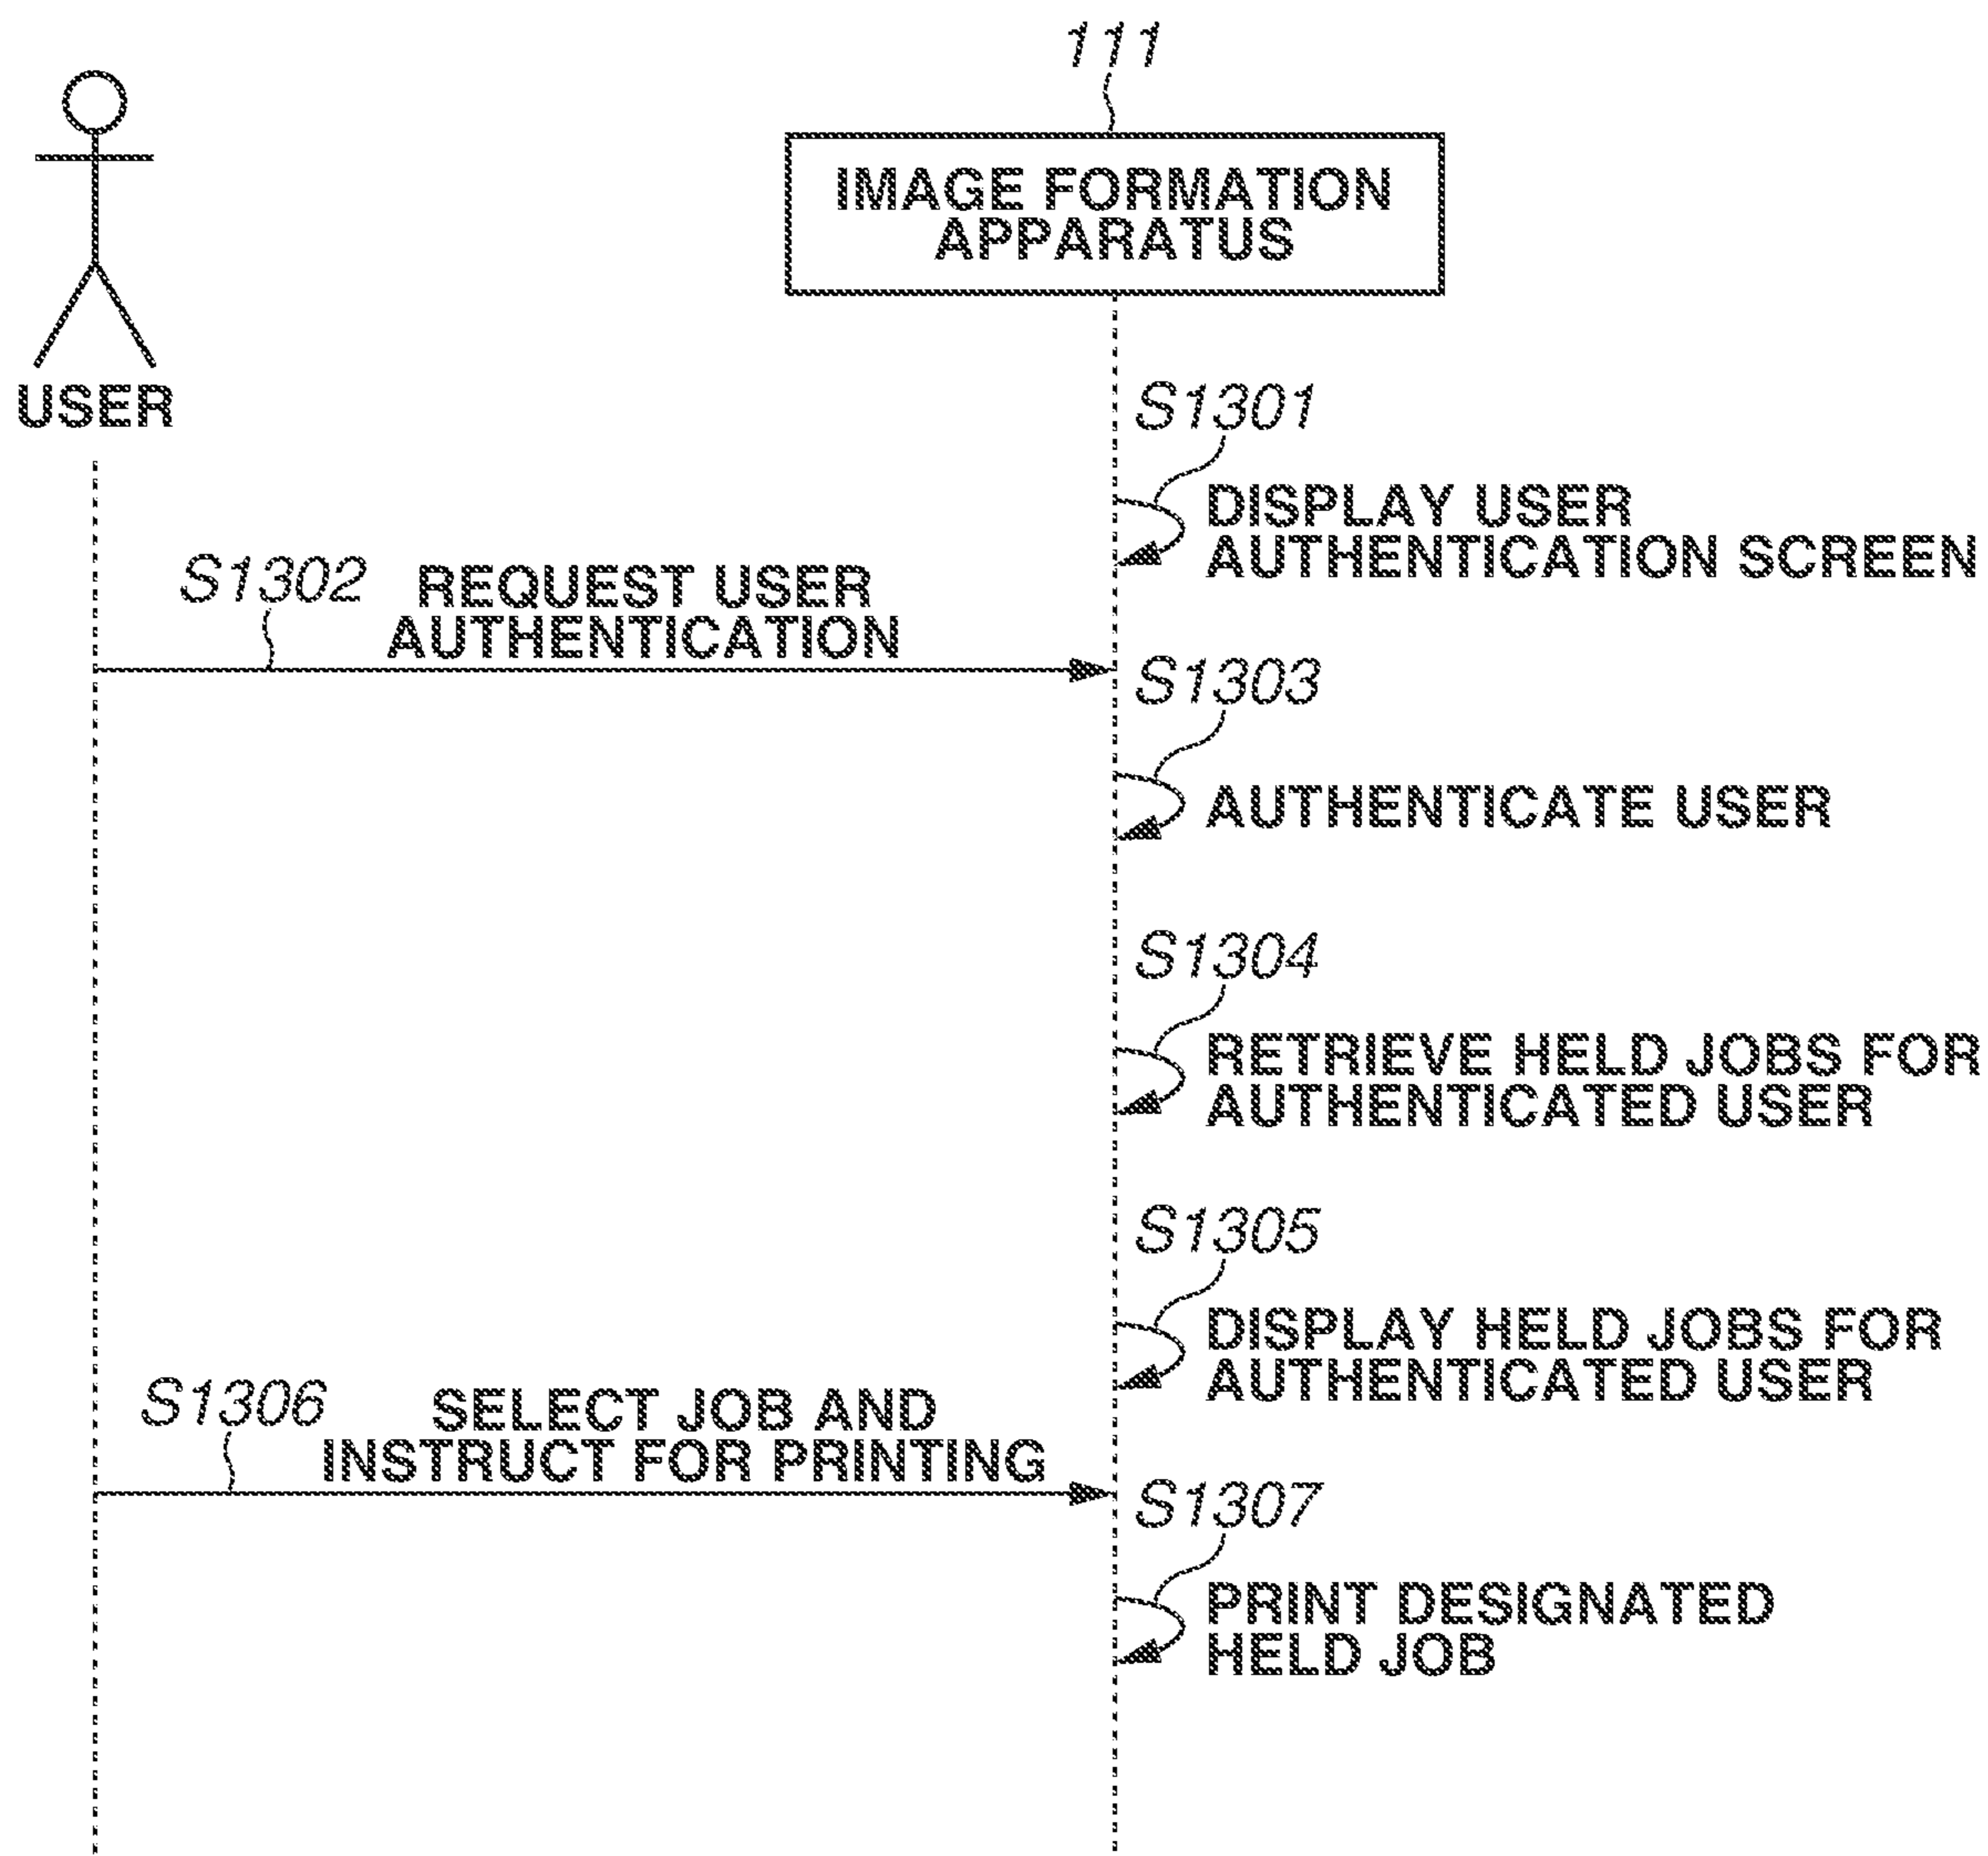 111
IMAGE FORMATION
APPARATUS
USER
S1301
DISPLAY USER
AUTHENTICATION SCREEN
S1302
REQUEST USER
AUTHENTICATION
S1303
AUTHENTICATE USER
S1304
RETRIEVE HELD JOBS FOR
AUTHENTICATED USER
S1305
DISPLAY HELD JOBS FOR
AUTHENTICATED USER
S1306
SELECT JOB AND
INSTRUCT FOR PRINTING
S1307
PRINT DESIGNATED
HELD JOB